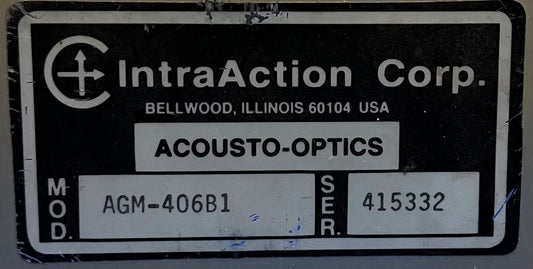 IntraAction Corp.
BELLWOOD, ILLINOIS 60104 USA
ACOUSTO-OPTICS
MOD. AGM-406B1 SER. 415332